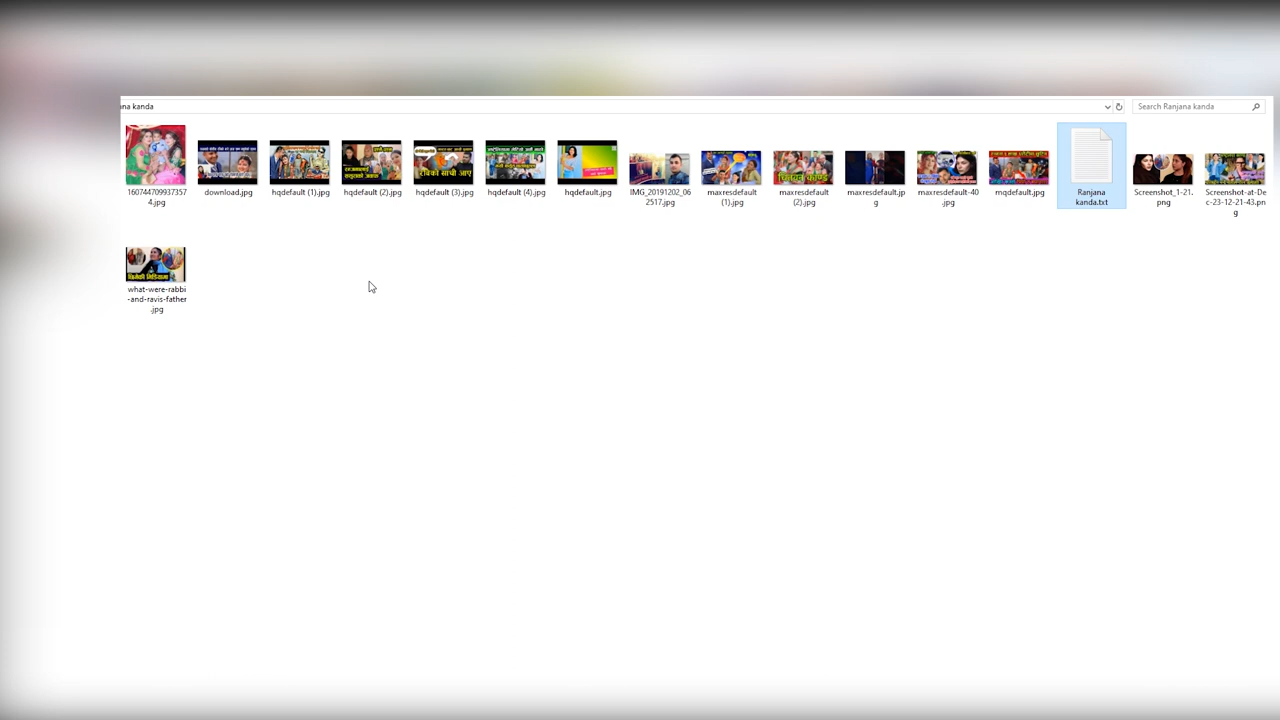 na kanda
Search Ranjana kanda
160744709937357
4.jpg
download.jpg
hqdefault (1).jpg
hqdefault (2).jpg
hqdefault (3).jpg
hqdefault (4).jpg
hqdefault.jpg
IMG_20191202_06
2517.jpg
maxresdefault
(1).jpg
maxresdefault
(2).jpg
maxresdefault.jp
g
maxresdefault-40
.jpg
mqdefault.jpg
Ranjana
kanda.txt
Screenshot_1-21.
png
Screenshot-at-De
c-23-12-21-43.pn
g
what-were-rabbi
-and-ravis-father
.jpg